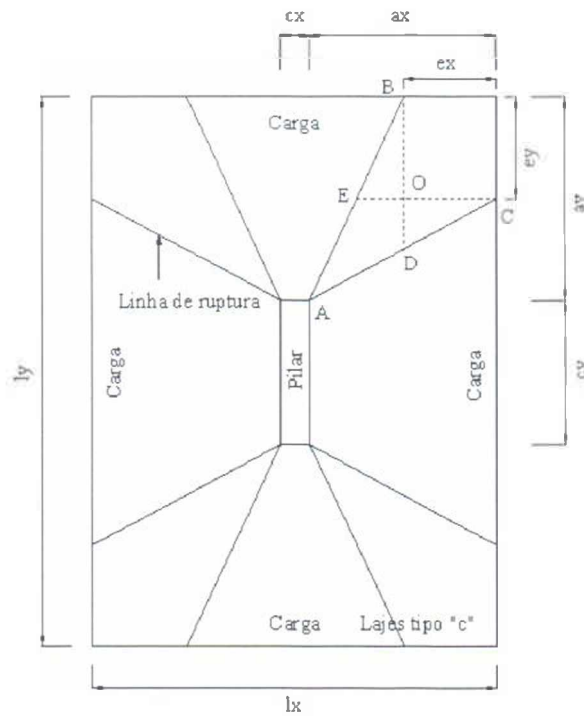 cx
ax
ex
B
Carga
ey
O
E
C
ay
D
Linha de ruptura
A
ly
Carga
Pilar
Carga
cy
Carga
Lajes tipo "c"
lx